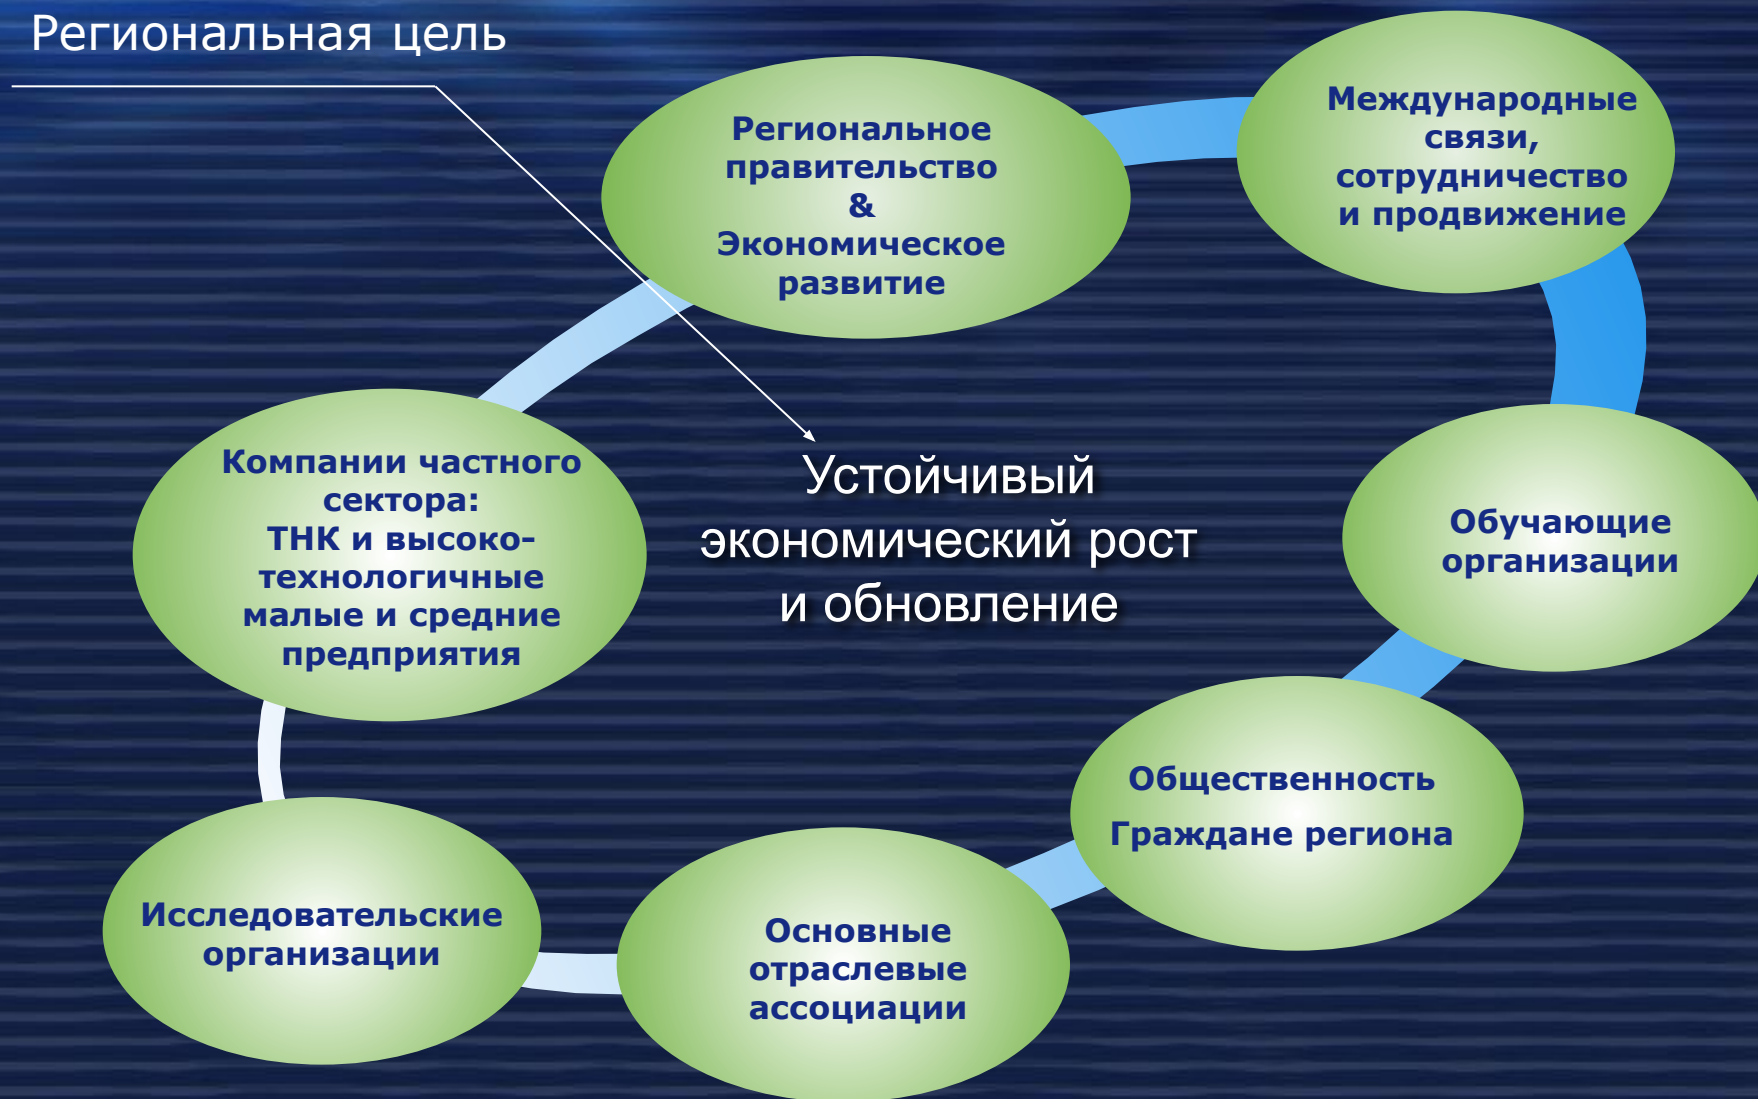 Региональная цель
Региональное
правительство
&
Экономическое
развитие
Международные
связи,
сотрудничество
и продвижение
Компании частного
сектора:
ТНК и высоко-
технологичные
малые и средние
предприятия
Устойчивый
экономический рост
и обновление
Обучающие
организации
Общественность
Граждане региона
Исследовательские
организации
Основные
отраслевые
ассоциации